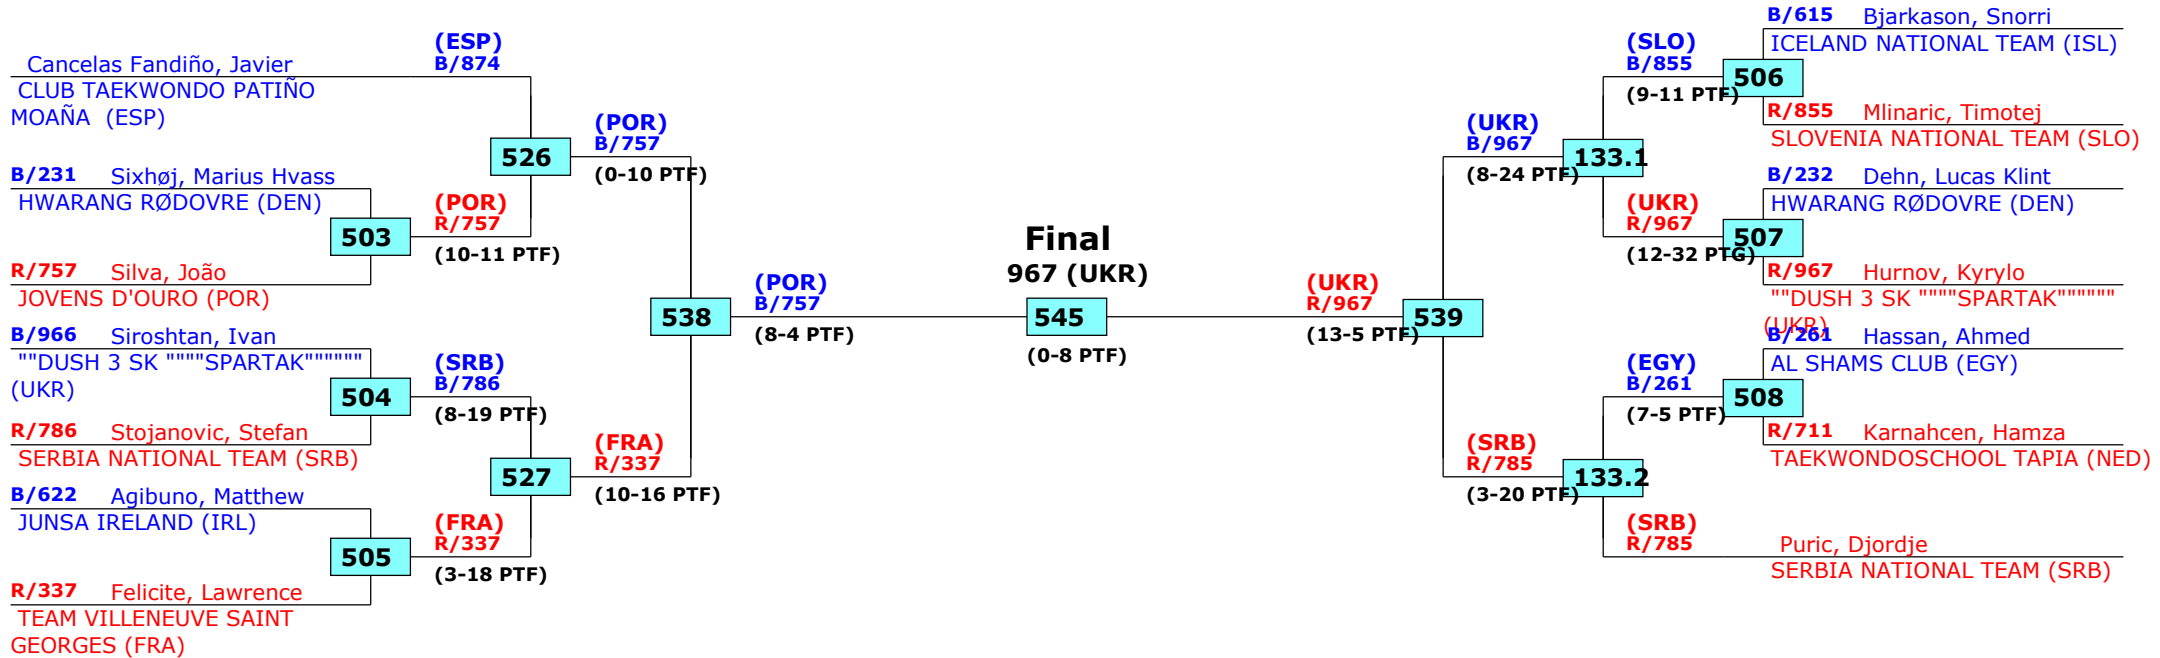 Cancelas Fandiño, Javier
CLUB TAEKWONDO PATIÑO
MOAÑA (ESP)
B/231 Sixhøj, Marius Hvass
HWARANG RØDOVRE (DEN)
503
R/757 Silva, João
JOVENS D'OURO (POR)
B/966 Siroshtan, Ivan
""DUSH 3 SK """"SPARTAK""""""
(UKR)
504
R/786 Stojanovic, Stefan
SERBIA NATIONAL TEAM (SRB)
B/622 Agibuno, Matthew
JUNSA IRELAND (IRL)
505
R/337 Felicite, Lawrence
TEAM VILLENEUVE SAINT
GEORGES (FRA)
(ESP)
B/874
526
(POR)
R/757
(10-11 PTF)
(SRB)
B/786
(8-19 PTF)
527
(FRA)
R/337
(3-18 PTF)
(POR)
B/757
(0-10 PTF)
538
(FRA)
R/337
(10-16 PTF)
(POR)
B/757
(8-4 PTF)
Final
967 (UKR)
545
(0-8 PTF)
(UKR)
R/967
(13-5 PTF)
539
(UKR)
B/967
(8-24 PTF)
133.1
(SRB)
R/785
(3-20 PTF)
133.2
(SLO)
B/855
(9-11 PTF)
506
(UKR)
R/967
(12-32 PTG)
507
(EGY)
B/261
(7-5 PTF)
508
(SRB)
R/785
B/615 Bjarkason, Snorri
ICELAND NATIONAL TEAM (ISL)
R/855 Mlinaric, Timotej
SLOVENIA NATIONAL TEAM (SLO)
B/232 Dehn, Lucas Klint
HWARANG RØDOVRE (DEN)
R/967 Hurnov, Kyrylo
""DUSH 3 SK """"SPARTAK""""""
(UKR)
B/261 Hassan, Ahmed
AL SHAMS CLUB (EGY)
R/711 Karnahcen, Hamza
TAEKWONDOSCHOOL TAPIA (NED)
Puric, Djordje
SERBIA NATIONAL TEAM (SRB)